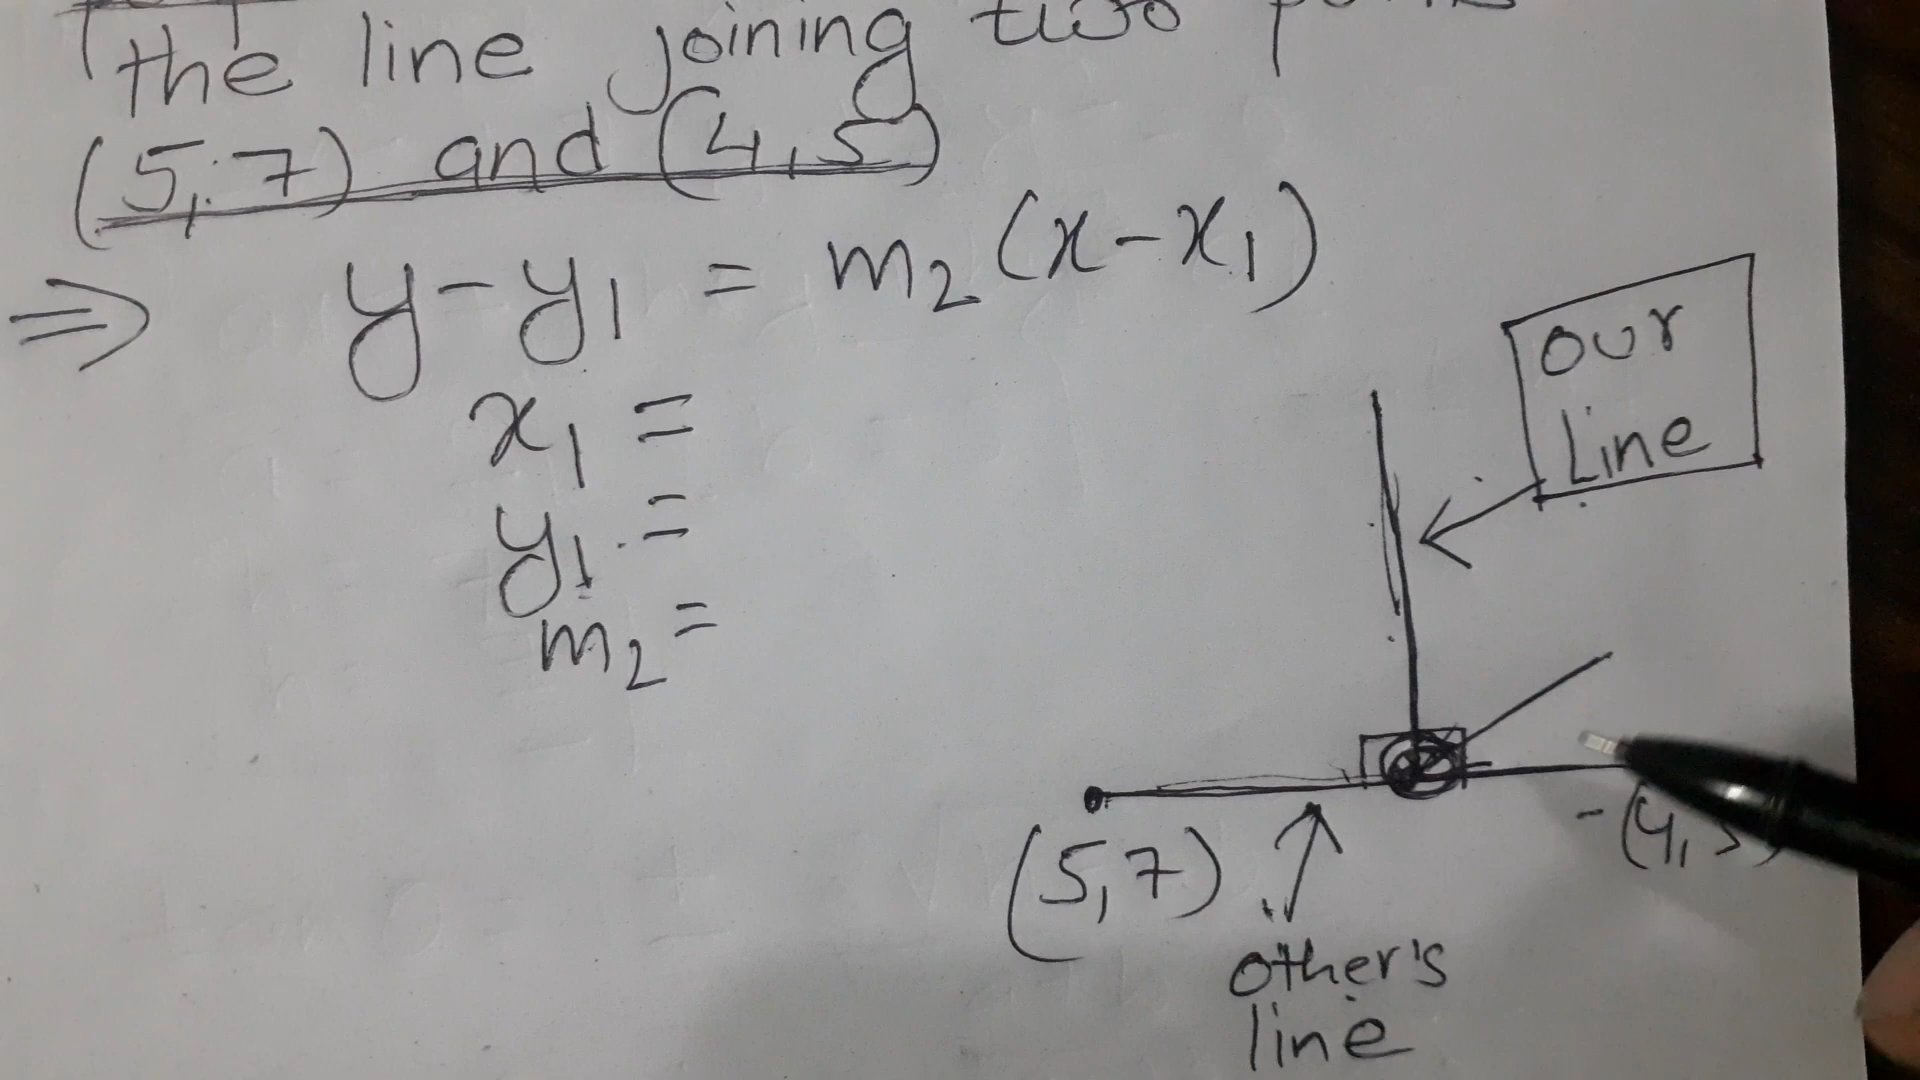 the line joining two
(5,7) and (4,5)
⇒ y-y₁ = m₂(x-x₁)
x₁ =
y₁ =
m₂ =
our
Line
(5,7)
other's
line